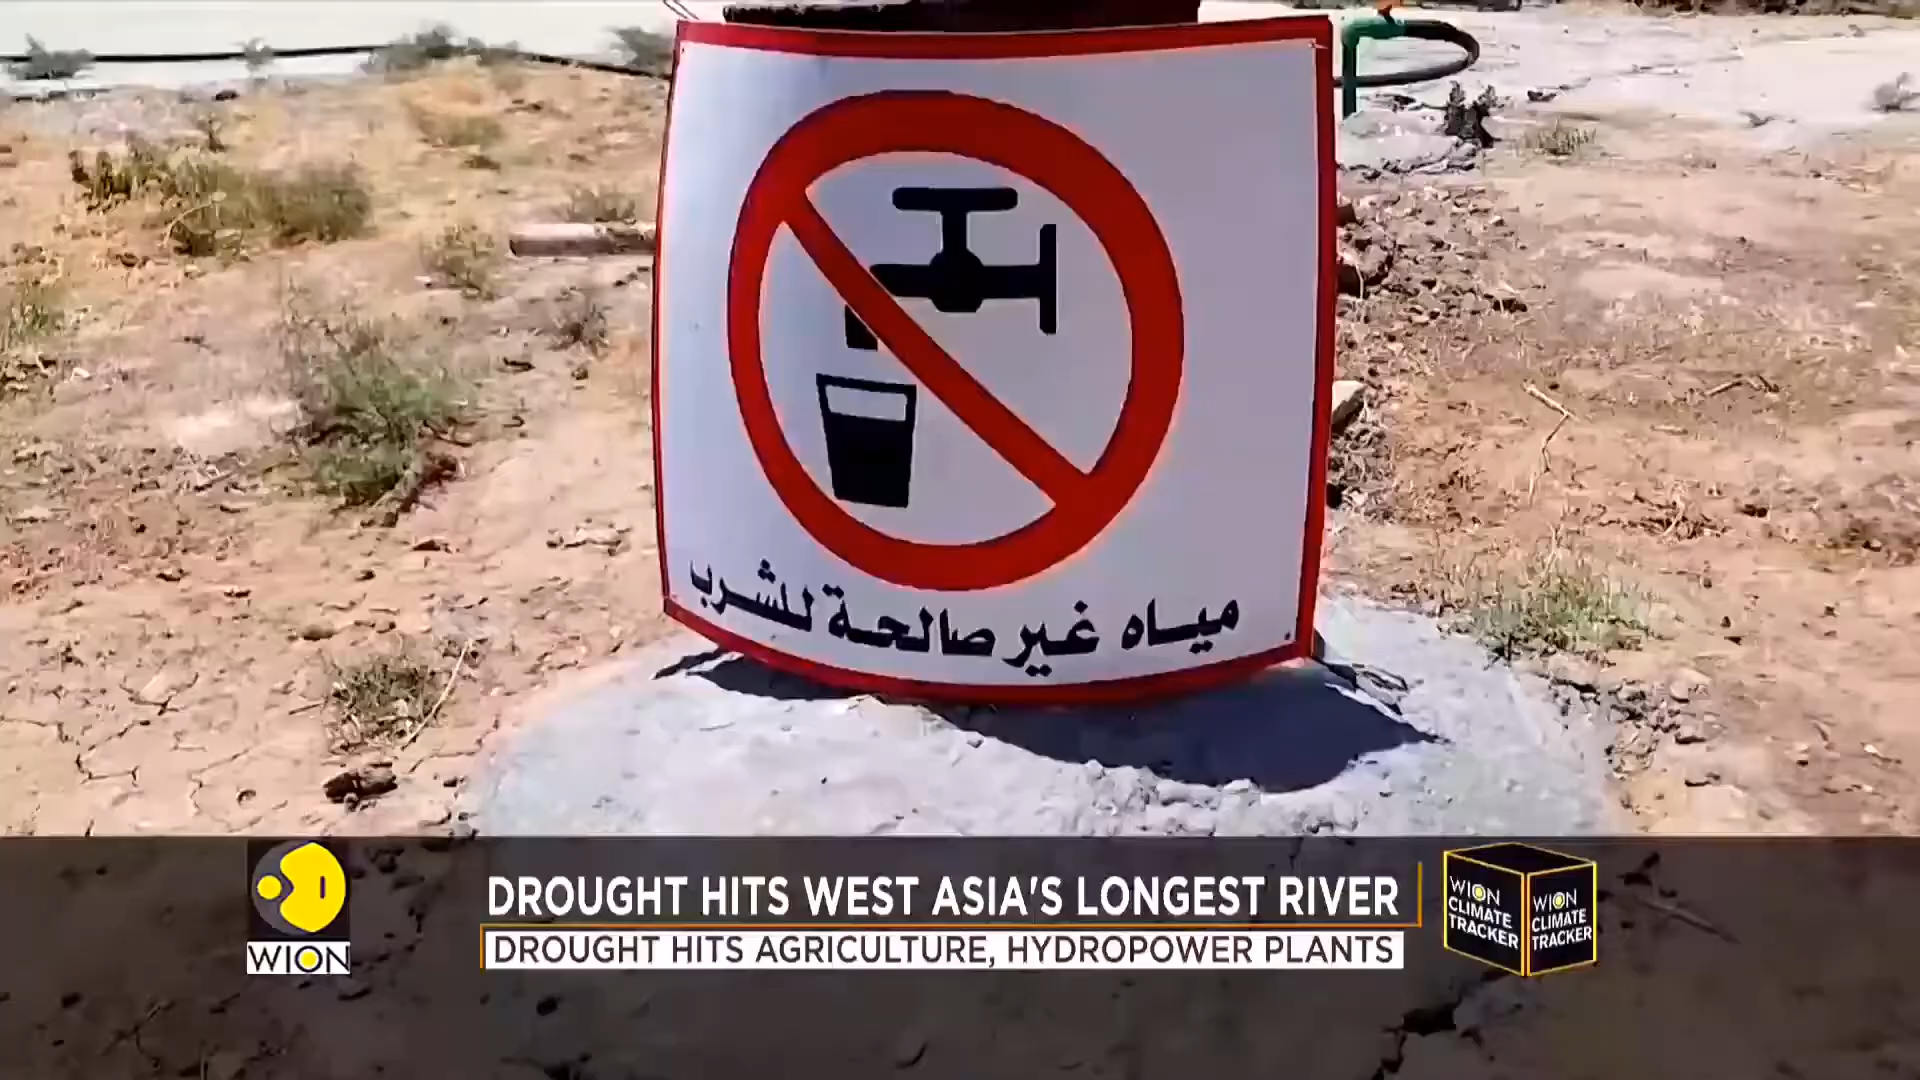 مياه غير صالحة للشرب
DROUGHT HITS WEST ASIA'S LONGEST RIVER
DROUGHT HITS AGRICULTURE, HYDROPOWER PLANTS
WION
WION CLIMATE TRACKER
WION CLIMATE TRACKER